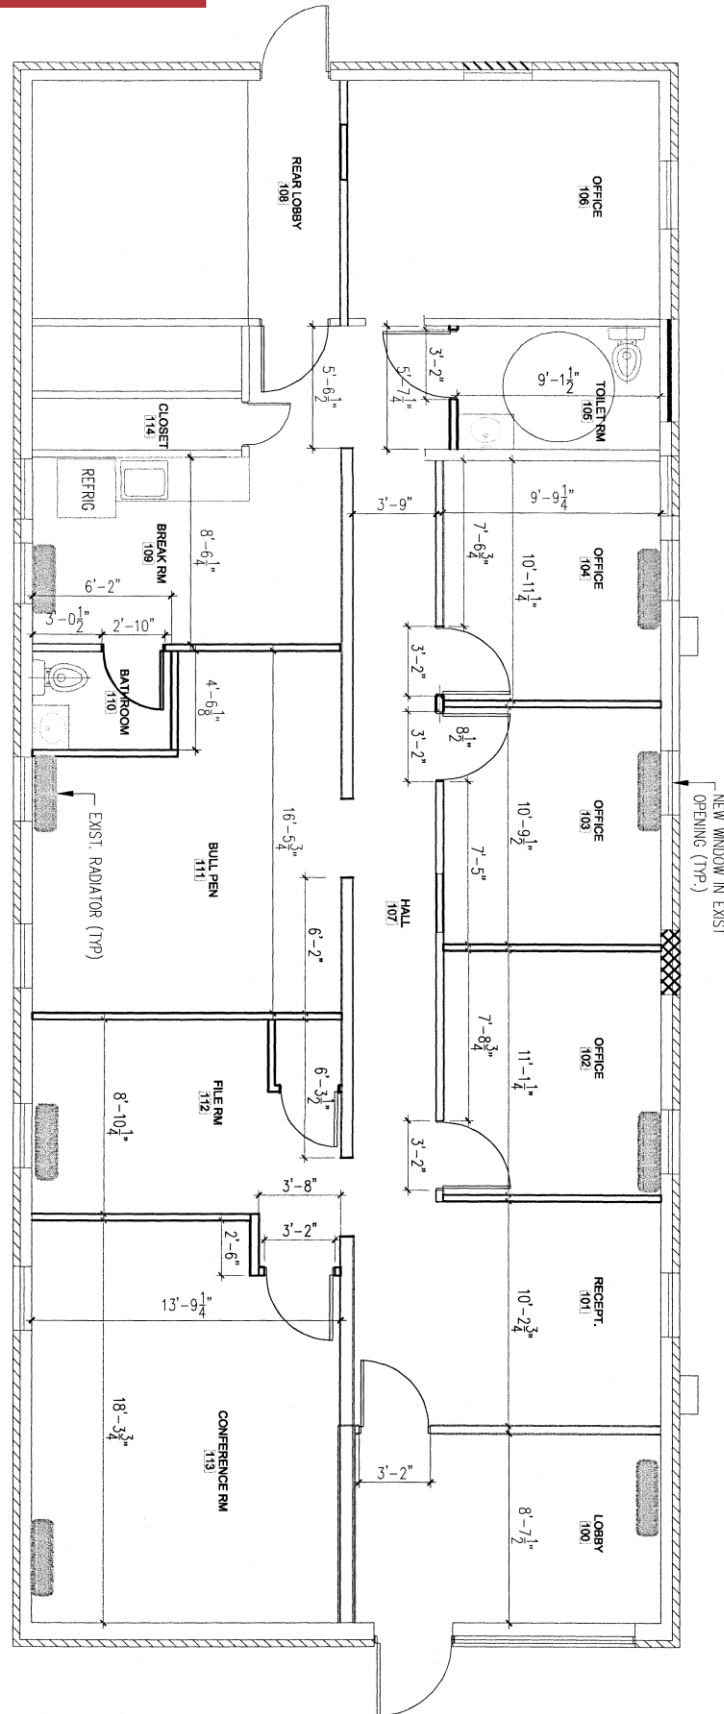 REAR LOBBY
108
OFFICE
106
TOILET RM
105
9'-1 1/2"
3'-2"
5'-7 1/4"
5'-6 1/2"
CLOSET
114
REFRIG
BREAK RM
109
8'-6 1/4"
6'-2"
3'-0 1/2"
2'-10"
3'-9"
9'-9 1/4"
7'-6 3/4"
10'-11 1/4"
OFFICE
104
3'-2"
BATHROOM
110
4'-6 1/8"
3'-2"
8 1/2"
NEW WINDOW IN EXIST
OPENING (TYP.)
EXIST. RADIATOR (TYP)
BULL PEN
111
16'-5 3/4"
6'-2"
HALL
107
7'-5"
10'-9 1/2"
OFFICE
103
7'-8 3/4"
11'-1 1/4"
OFFICE
102
3'-2"
FILE RM
112
8'-10 1/4"
6'-3 1/2"
3'-8"
3'-2"
2'-6"
13'-9 1/4"
RECEPT.
101
10'-2 3/4"
CONFERENCE RM
113
18'-3 3/4"
3'-2"
8'-7 1/2"
LOBBY
100